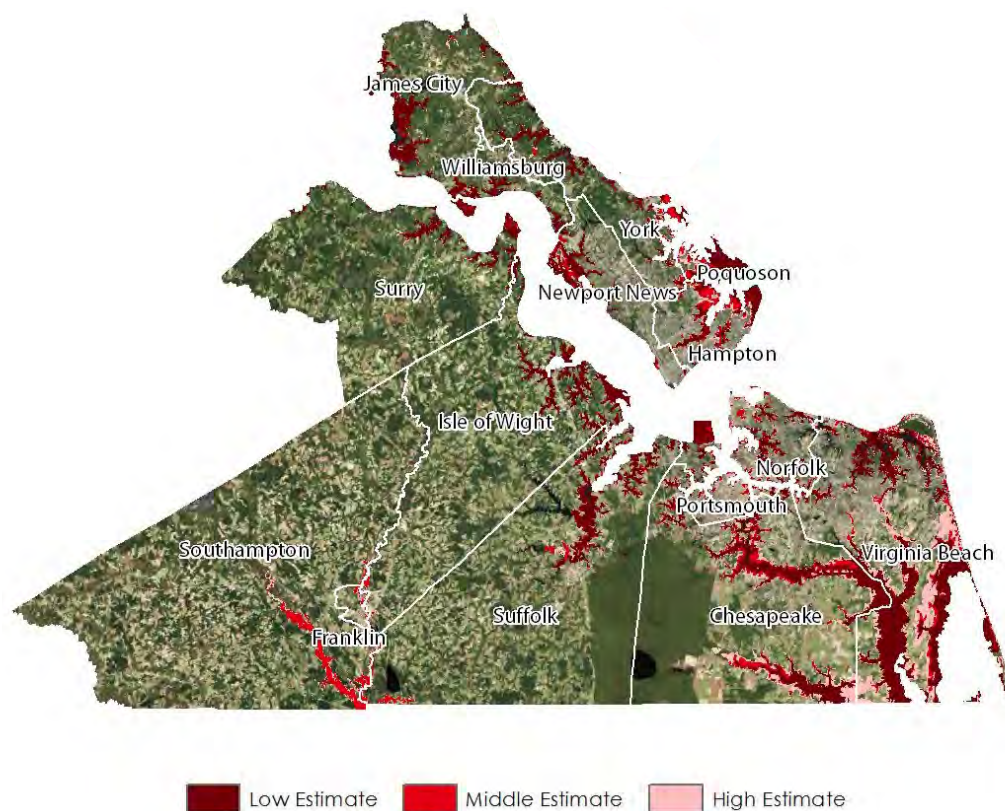 James City
Williamsburg
York
Poquoson
Surry
Newport News
Hampton
Isle of Wight
Norfolk
Portsmouth
Southampton
Virginia Beach
Suffolk
Chesapeake
Franklin
Low Estimate
Middle Estimate
High Estimate